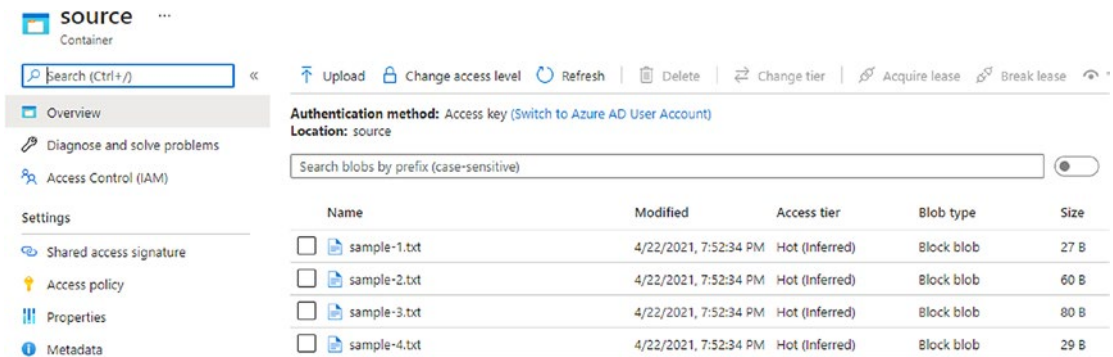 source ...
Container
Search (Ctrl+/) «
Upload Change access level Refresh Delete Change tier Acquire lease Break lease
Overview
Diagnose and solve problems
Access Control (IAM)
Settings
Shared access signature
Access policy
Properties
Metadata
Authentication method: Access key (Switch to Azure AD User Account)
Location: source
Search blobs by prefix (case-sensitive)
Name Modified Access tier Blob type Size
sample-1.txt 4/22/2021, 7:52:34 PM Hot (Inferred) Block blob 27 B
sample-2.txt 4/22/2021, 7:52:34 PM Hot (Inferred) Block blob 60 B
sample-3.txt 4/22/2021, 7:52:34 PM Hot (Inferred) Block blob 80 B
sample-4.txt 4/22/2021, 7:52:34 PM Hot (Inferred) Block blob 29 B